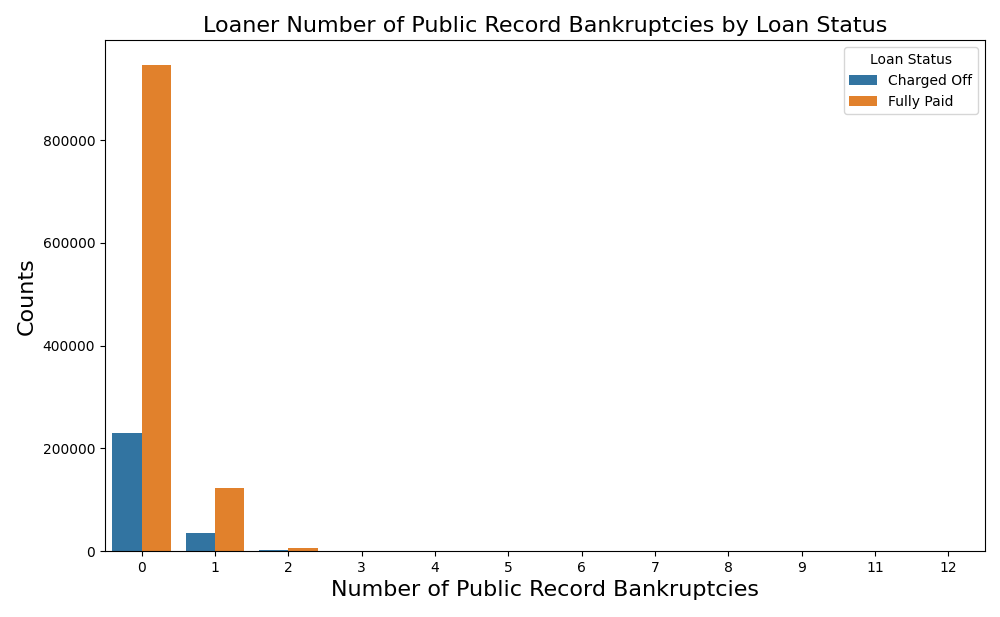 Loaner Number of Public Record Bankruptcies by Loan Status
Loan Status
Charged Off
Fully Paid
800000
600000
400000
200000
0
Counts
0 1 2 3 4 5 6 7 8 9 11 12
Number of Public Record Bankruptcies